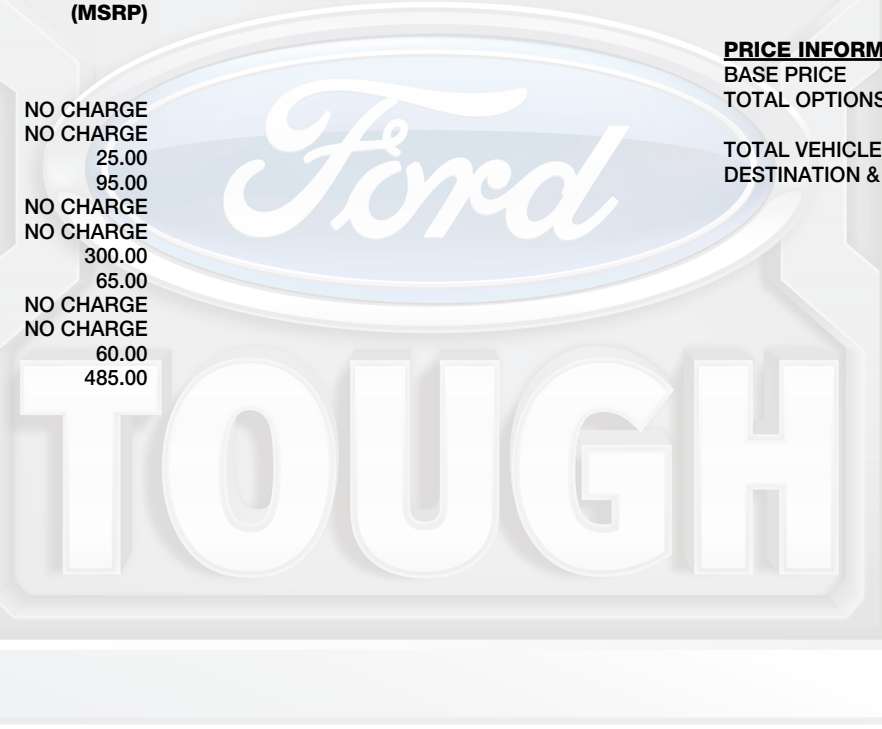 (MSRP)
NO CHARGE
NO CHARGE
25.00
95.00
NO CHARGE
NO CHARGE
300.00
65.00
NO CHARGE
NO CHARGE
60.00
485.00
PRICE INFORM
BASE PRICE
TOTAL OPTIONS
TOTAL VEHICLE
DESTINATION &
Ford
TOUGH